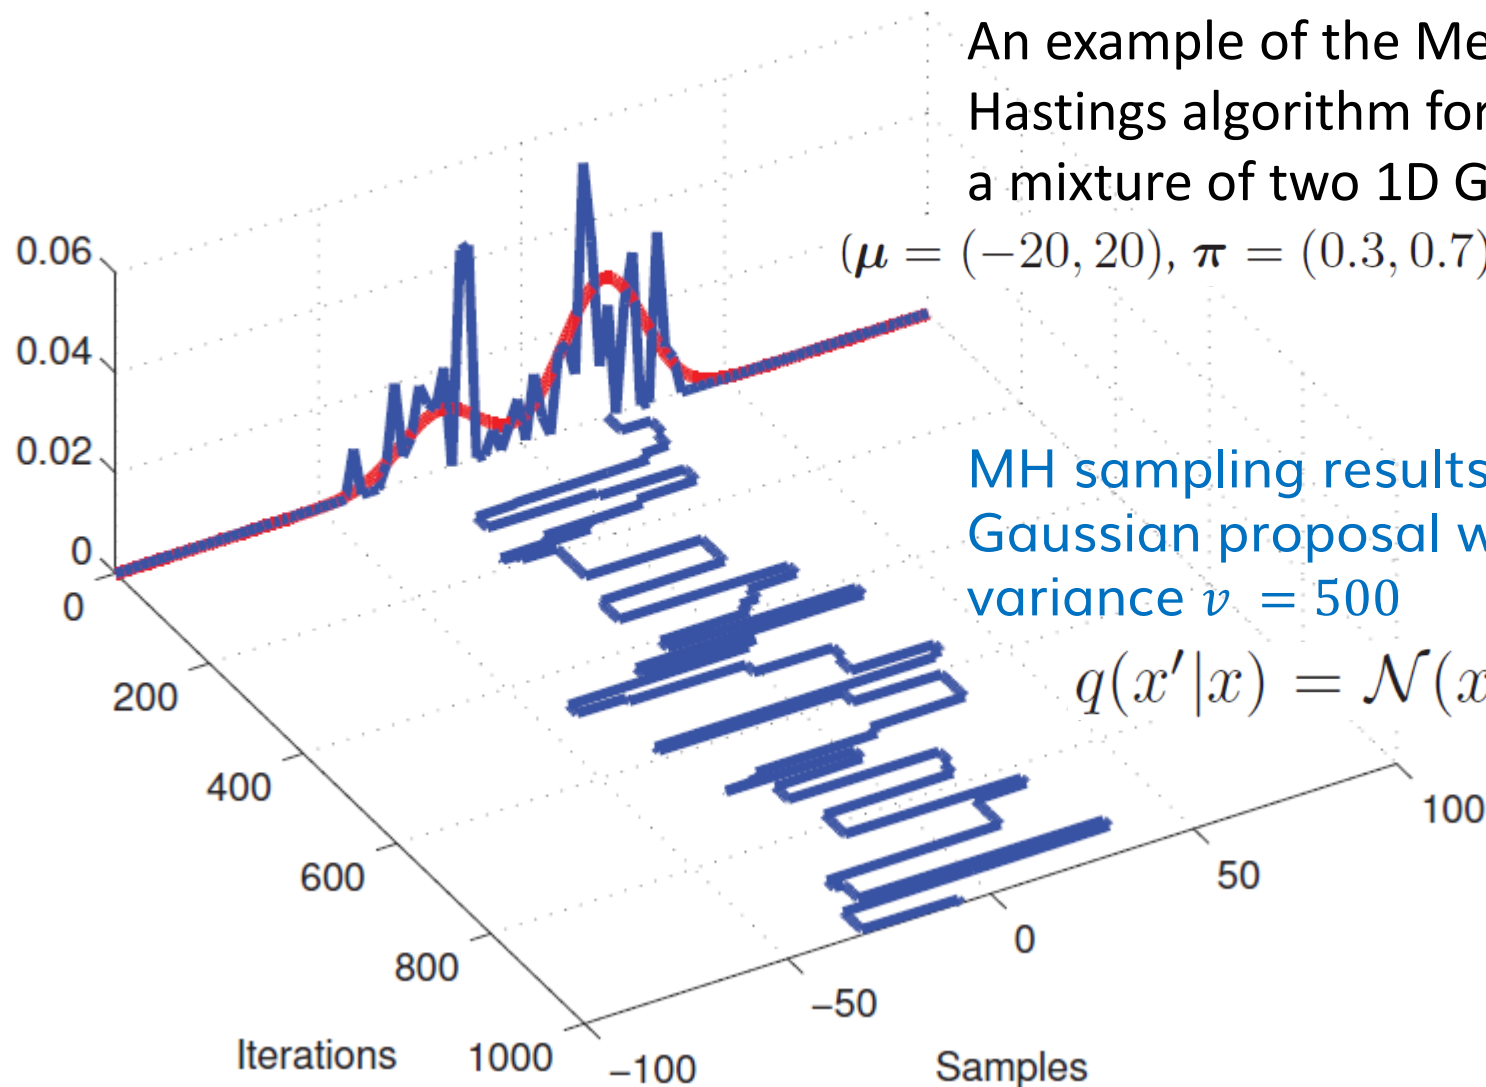 An example of the Me
Hastings algorithm for
a mixture of two 1D G
(μ = (−20, 20), π = (0.3, 0.7)
0.06
0.04
0.02
0
MH sampling results
Gaussian proposal w
variance v = 500
q(x′|x) = N(x
0
200
400
600
800
1000
Iterations
−100
−50
0
50
100
Samples